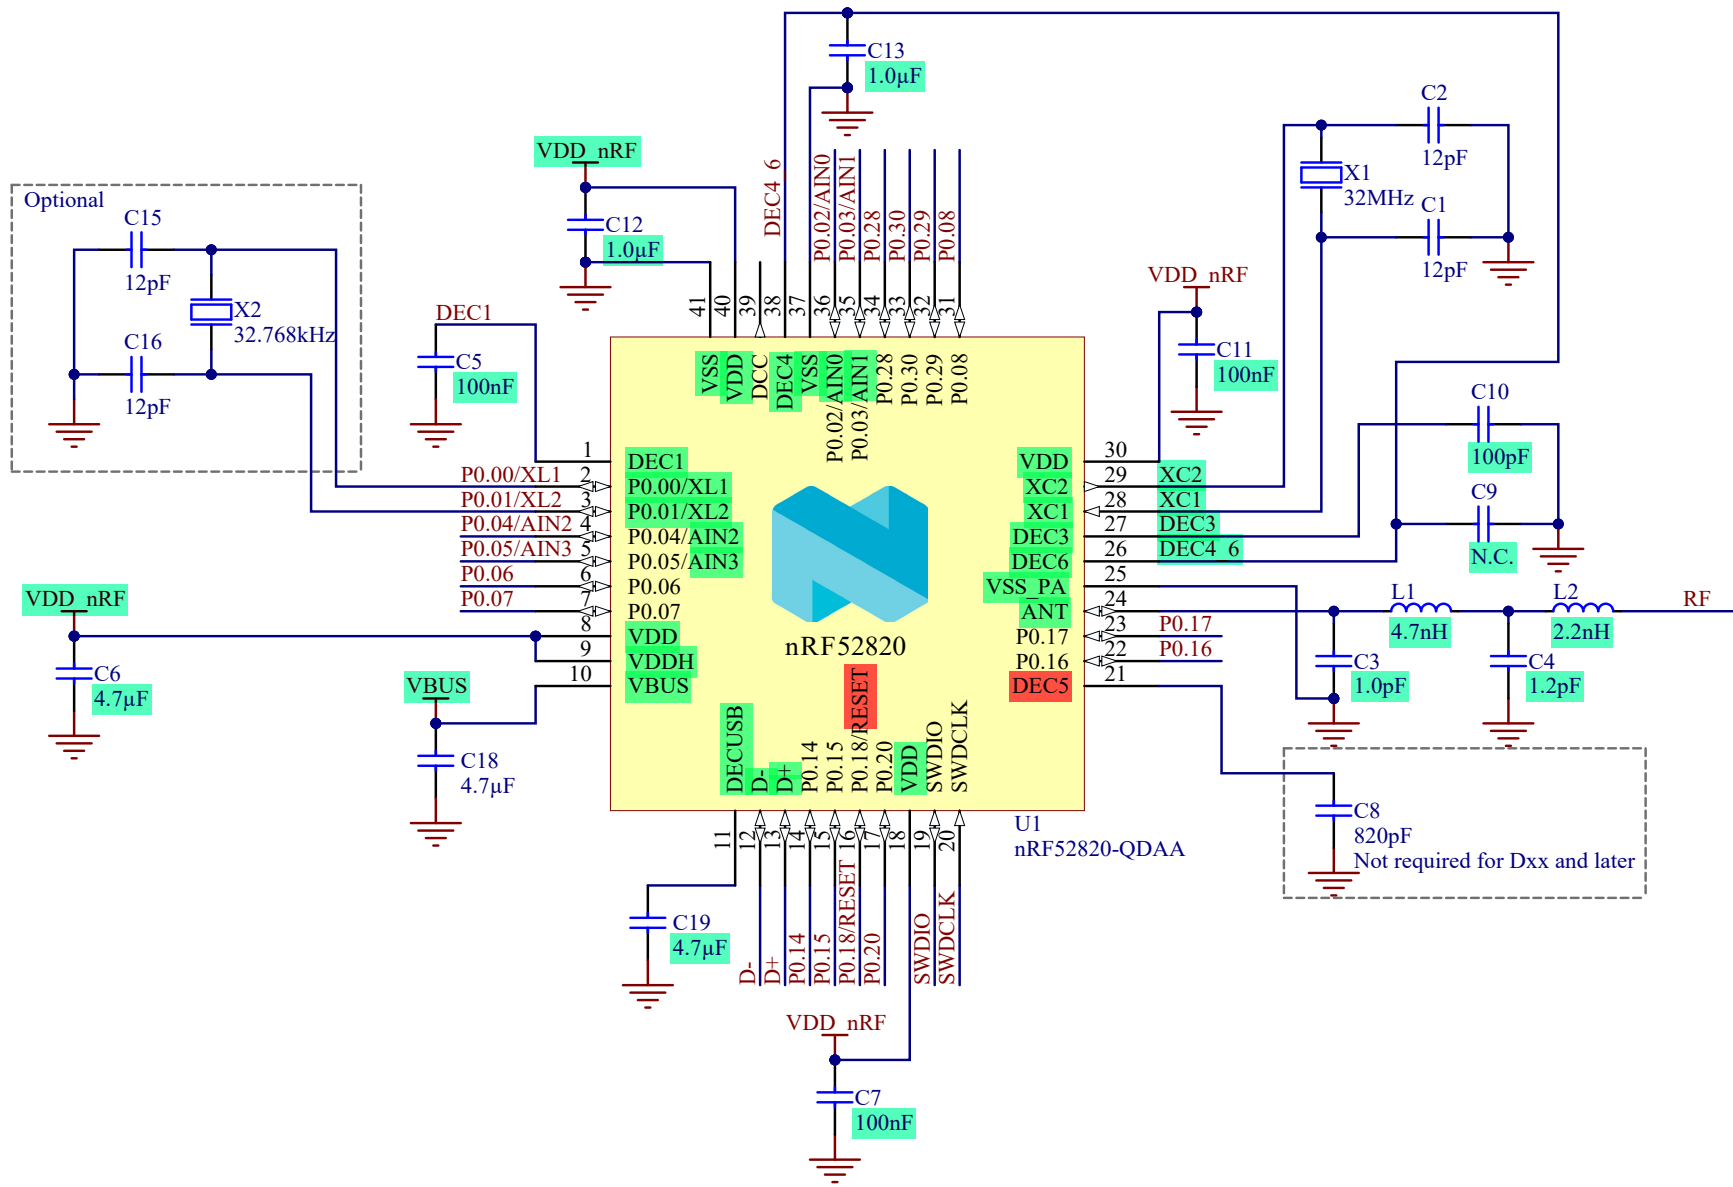 C13
1.0µF
C2
12pF
X1
32MHz
C1
12pF
VDD_nRF
C12
1.0µF
DEC4_6
P0.02/AIN0
P0.03/AIN1
P0.28
P0.30
P0.29
P0.08
Optional
C15
12pF
X2
32.768kHz
C16
12pF
VDD_nRF
C11
100nF
DEC1
C5
100nF
41
40
39
38
37
36
35
34
33
32
31
VSS
VDD
DCC
DEC4
VSS
P0.02/AIN0
P0.03/AIN1
P0.28
P0.30
P0.29
P0.08
C10
100pF
C9
N.C.
1
DEC1
P0.00/XL1
2
P0.00/XL1
P0.01/XL2
3
P0.01/XL2
P0.04/AIN2
4
P0.04/AIN2
P0.05/AIN3
5
P0.05/AIN3
P0.06
6
P0.06
P0.07
7
P0.07
8
VDD
9
VDDH
10
VBUS
VDD
30
XC2
29
XC2
XC1
28
XC1
DEC3
27
DEC3
DEC6
26
DEC4_6
VSS_PA
25
ANT
24
P0.17
23
P0.17
P0.16
22
P0.16
DEC5
21
nRF52820
VDD_nRF
C6
4.7µF
VBUS
C18
4.7µF
L1
4.7nH
L2
2.2nH
RF
C3
1.0pF
C4
1.2pF
DECUSB
D-
D+
P0.14
P0.15
P0.18/RESET
P0.20
VDD
SWDIO
SWDCLK
11
12
13
14
15
16
17
18
19
20
U1
nRF52820-QDAA
C8
820pF
Not required for Dxx and later
C19
4.7µF
D-
D+
P0.14
P0.15
P0.18/RESET
P0.20
SWDIO
SWDCLK
VDD_nRF
C7
100nF